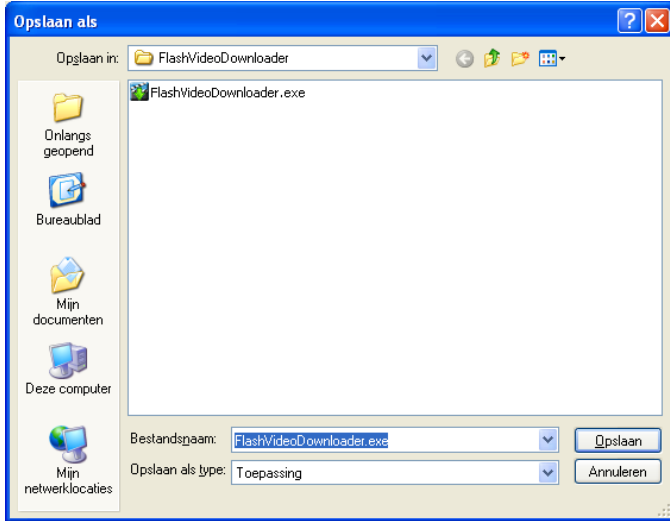 Opslaan als
Opslaan in:
FlashVideoDownloader
FlashVideoDownloader.exe
Onlangs
geopend
Bureaublad
Mijn
documenten
Deze computer
Mijn
netwerklocaties
Bestandsnaam:
FlashVideoDownloader.exe
Opslaan
Opslaan als type:
Toepassing
Annuleren